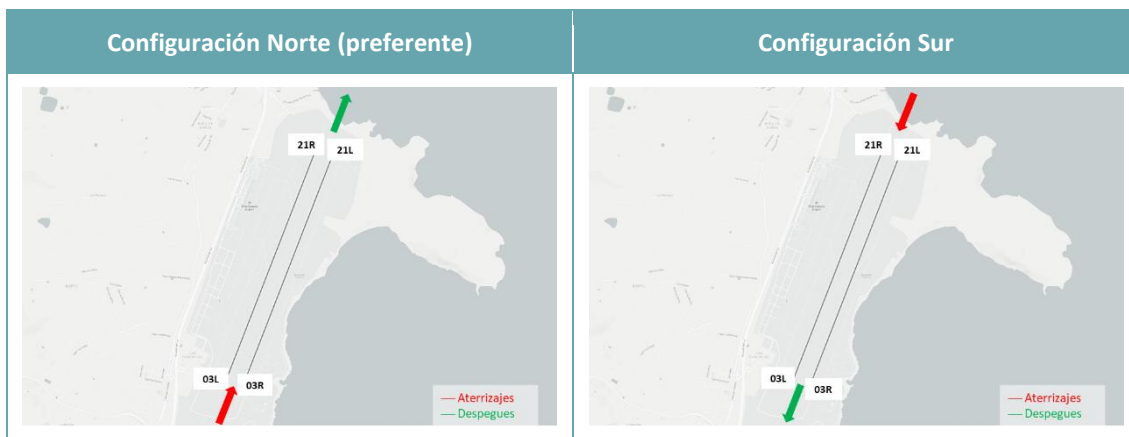 Configuración Norte (preferente)
Configuración Sur
21R
21L
03L
03R
Aterrizajes
Despegues
21R
21L
03L
03R
Aterrizajes
Despegues